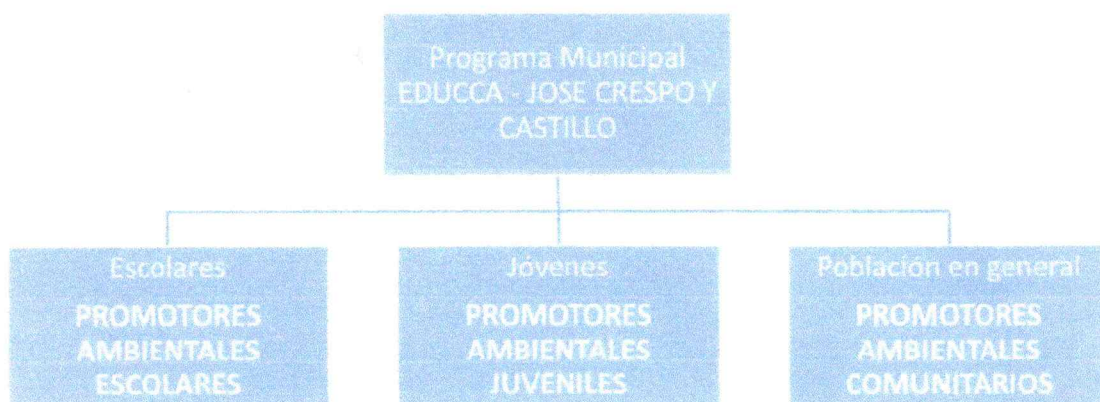 Programa Municipal
EDUCCA - JOSE CRESPO Y
CASTILLO
Escolares
PROMOTORES
AMBIENTALES
ESCOLARES
Jóvenes
PROMOTORES
AMBIENTALES
JUVENILES
Población en general
PROMOTORES
AMBIENTALES
COMUNITARIOS